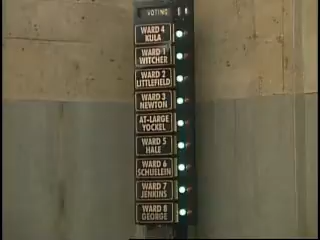 VOTING
WARD 4
KULA
WARD 1
WITCHER
WARD 2
LITTLEFIELD
WARD 3
NEWTON
AT-LARGE
YOCKEL
WARD 5
HALE
WARD 6
SCHUELEIN
WARD 7
JENKINS
WARD 8
GEORGE